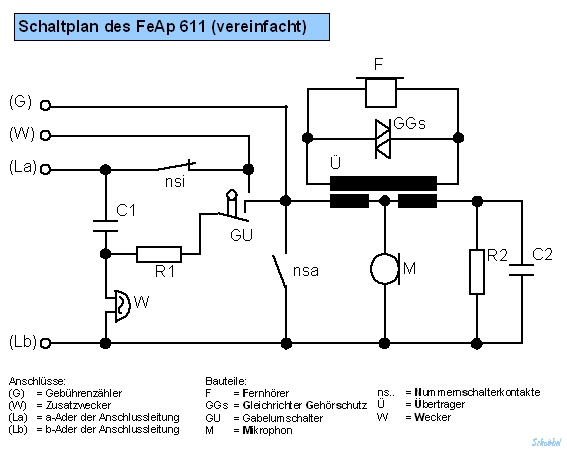 Schaltplan des FeAp 611 (vereinfacht)
F
(G)
GGs
(W)
Ü
(La)
nsi
C1
GU
R1
nsa
M
R2
C2
W
(Lb)
Anschlüsse:
(G) = Gebührenzähler
(W) = Zusatzwecker
(La) = a-Ader der Anschlussleitung
(Lb) = b-Ader der Anschlussleitung
Bauteile:
F = Fernhörer
GGs = Gleichrichter Gehörschutz
GU = Gabelumschalter
M = Mikrophon
ns.. = Nummernschalterkontakte
Ü = Übertrager
W = Wecker